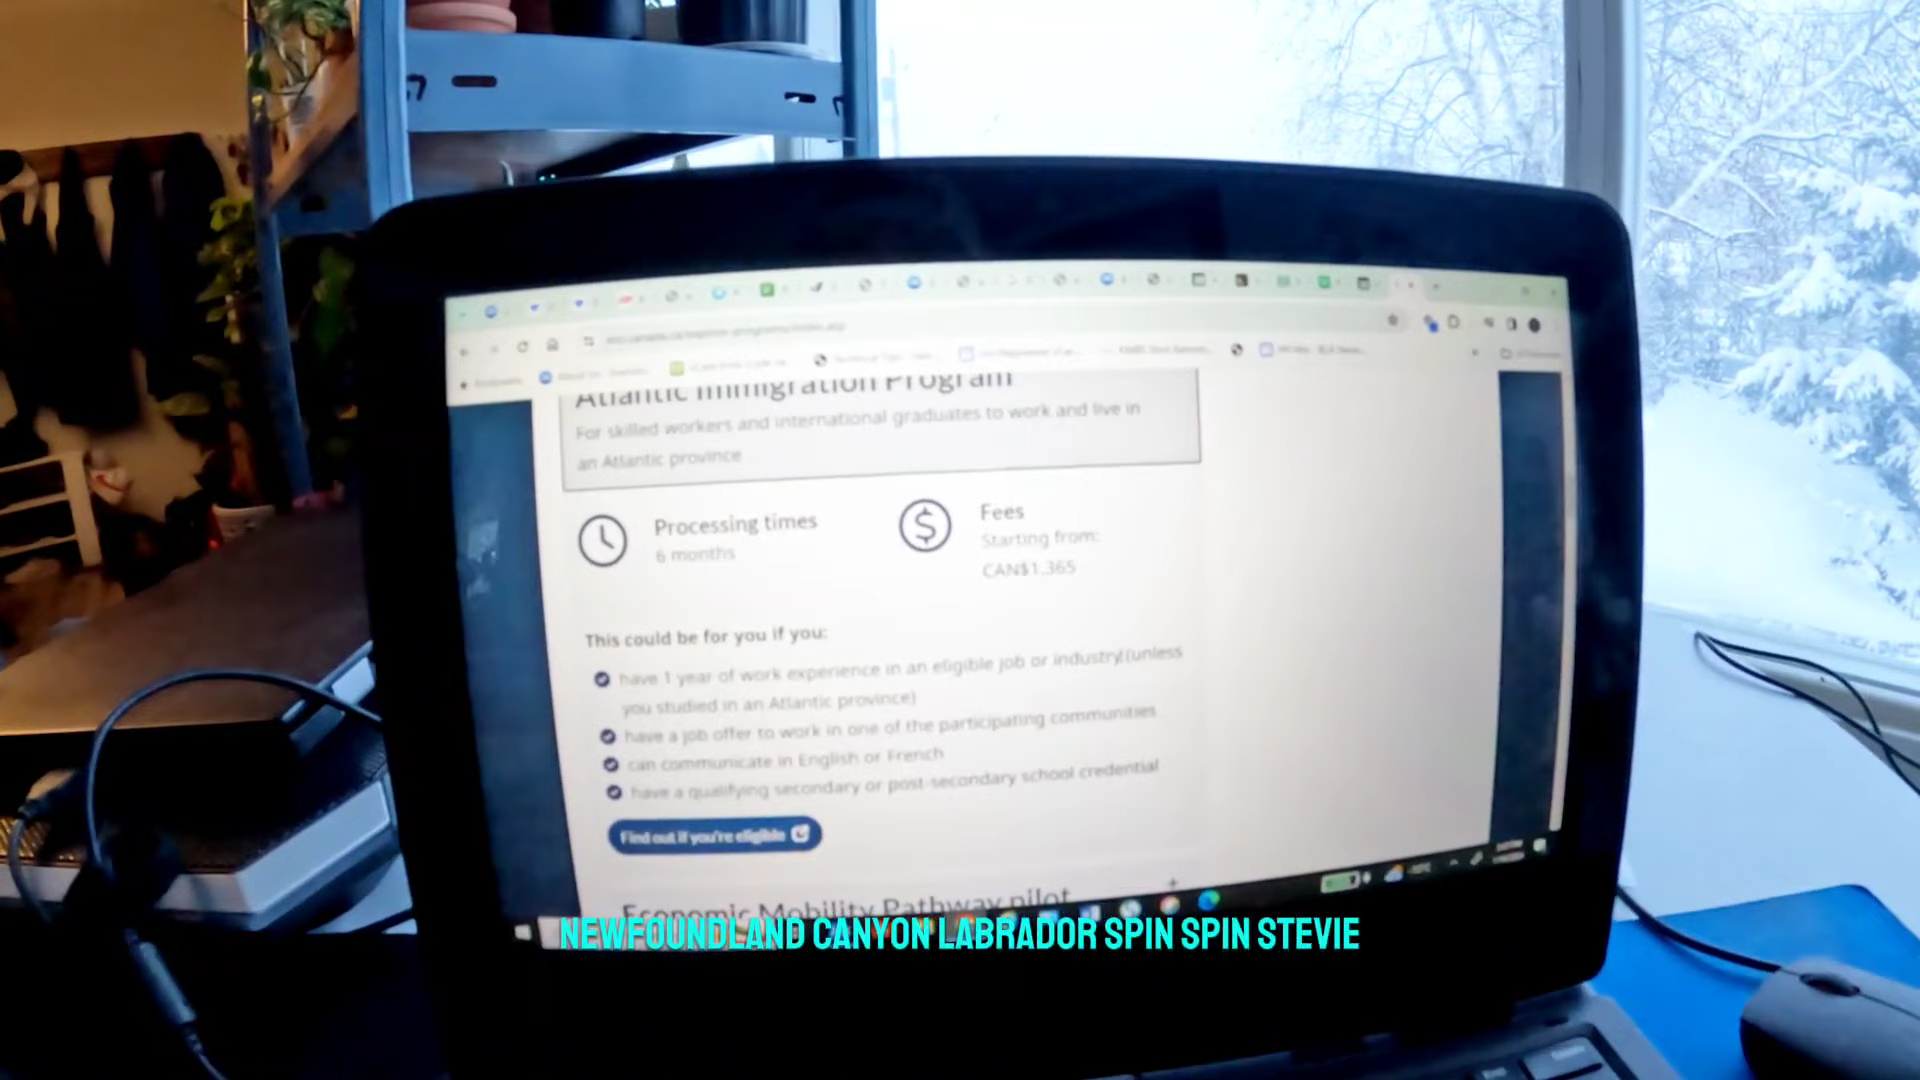 Atlantic Immigration Program
For skilled workers and international graduates to work and live in
an Atlantic province
Processing times
6 months
Fees
Starting from:
CAN$1,365
This could be for you if you:
have 1 year of work experience in an eligible job or industry (unless
you studied in an Atlantic province)
have a job offer to work in one of the participating communities
can communicate in English or French
have a qualifying secondary or post-secondary school credential
Find out if you're eligible
Economic Mobility Pathway pilot
NEWFOUNDLAND CANYON LABRADOR SPIN SPIN STEVIE